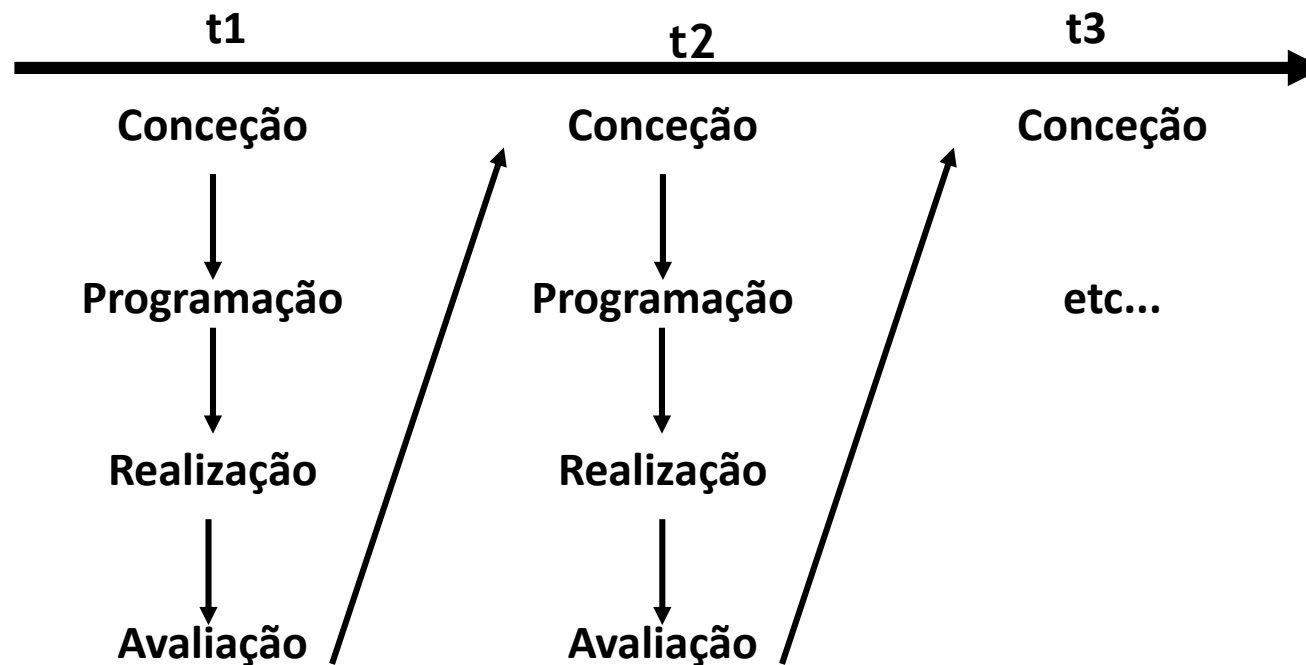 t1 t2 t3
Conceção Conceção Conceção
Programação Programação etc...
Realização Realização
Avaliação Avaliação